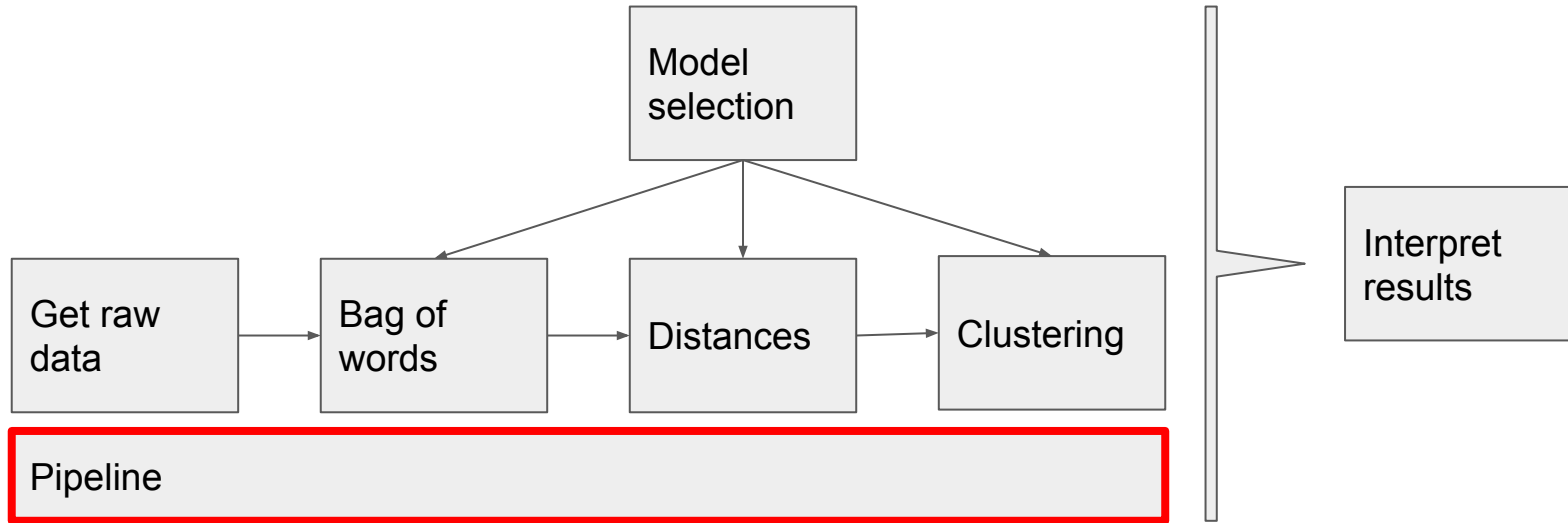 Model
selection
Get raw
data
Bag of
words
Distances
Clustering
Interpret
results
Pipeline